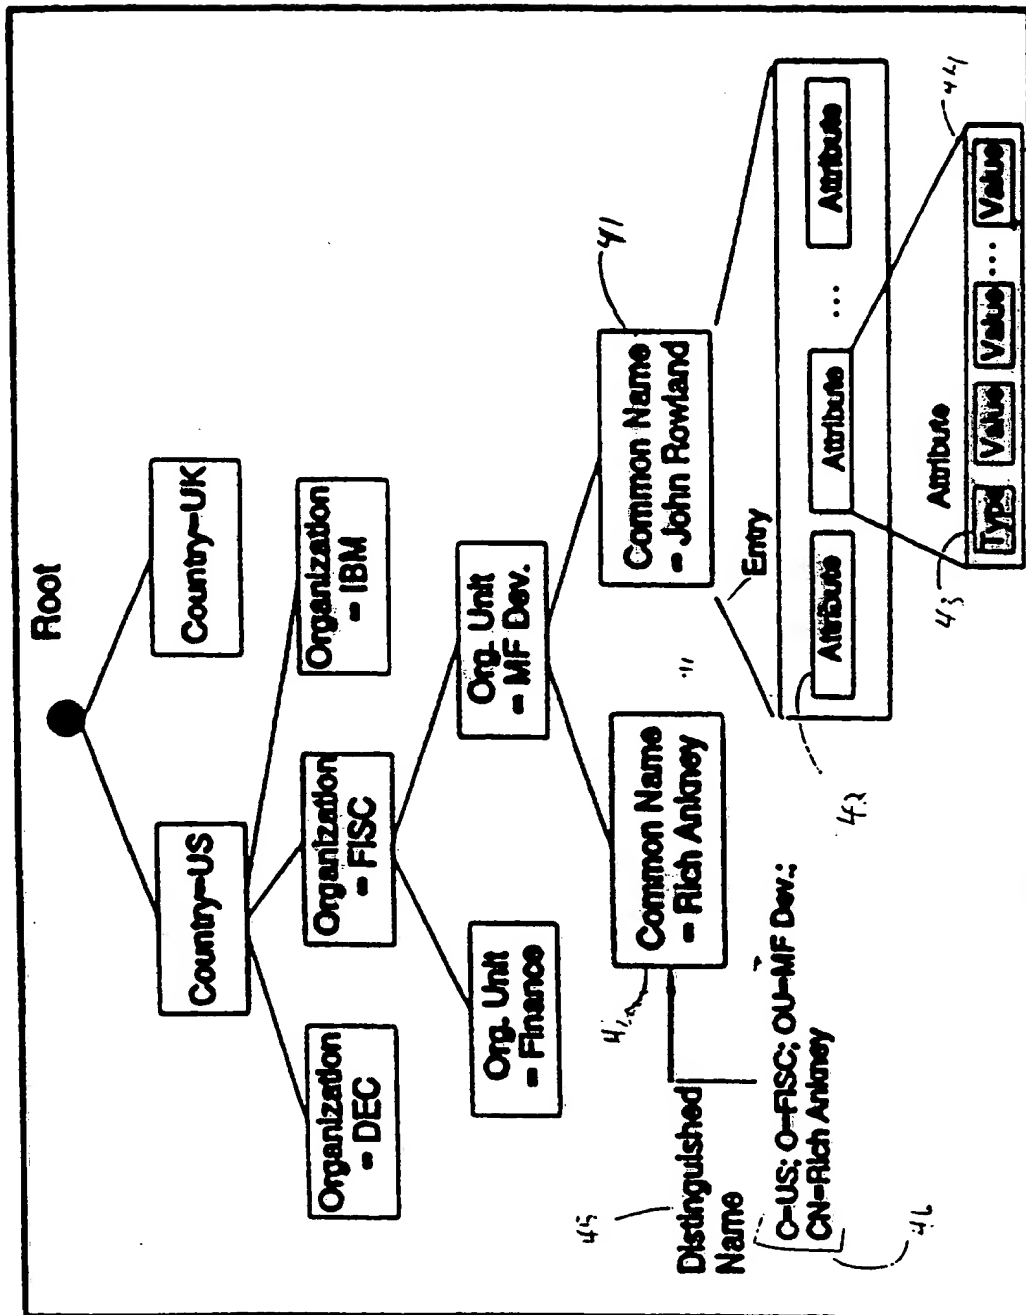 Root
Country=US
Country=UK
Organization
= DEC
Organization
= FISC
Organization
= IBM
Org. Unit
= Finance
Org. Unit
= MF Dev.
Common Name
= Rich Ankney
Common Name
= John Rowland
41
45
Distinguished
Name
C=US; O=FISC; OU=MF Dev.;
CN=Rich Ankney
46
Entry
42
Attribute
Attribute
...
Attribute
43
Attribute
44
Type
Value
Value
...
Value